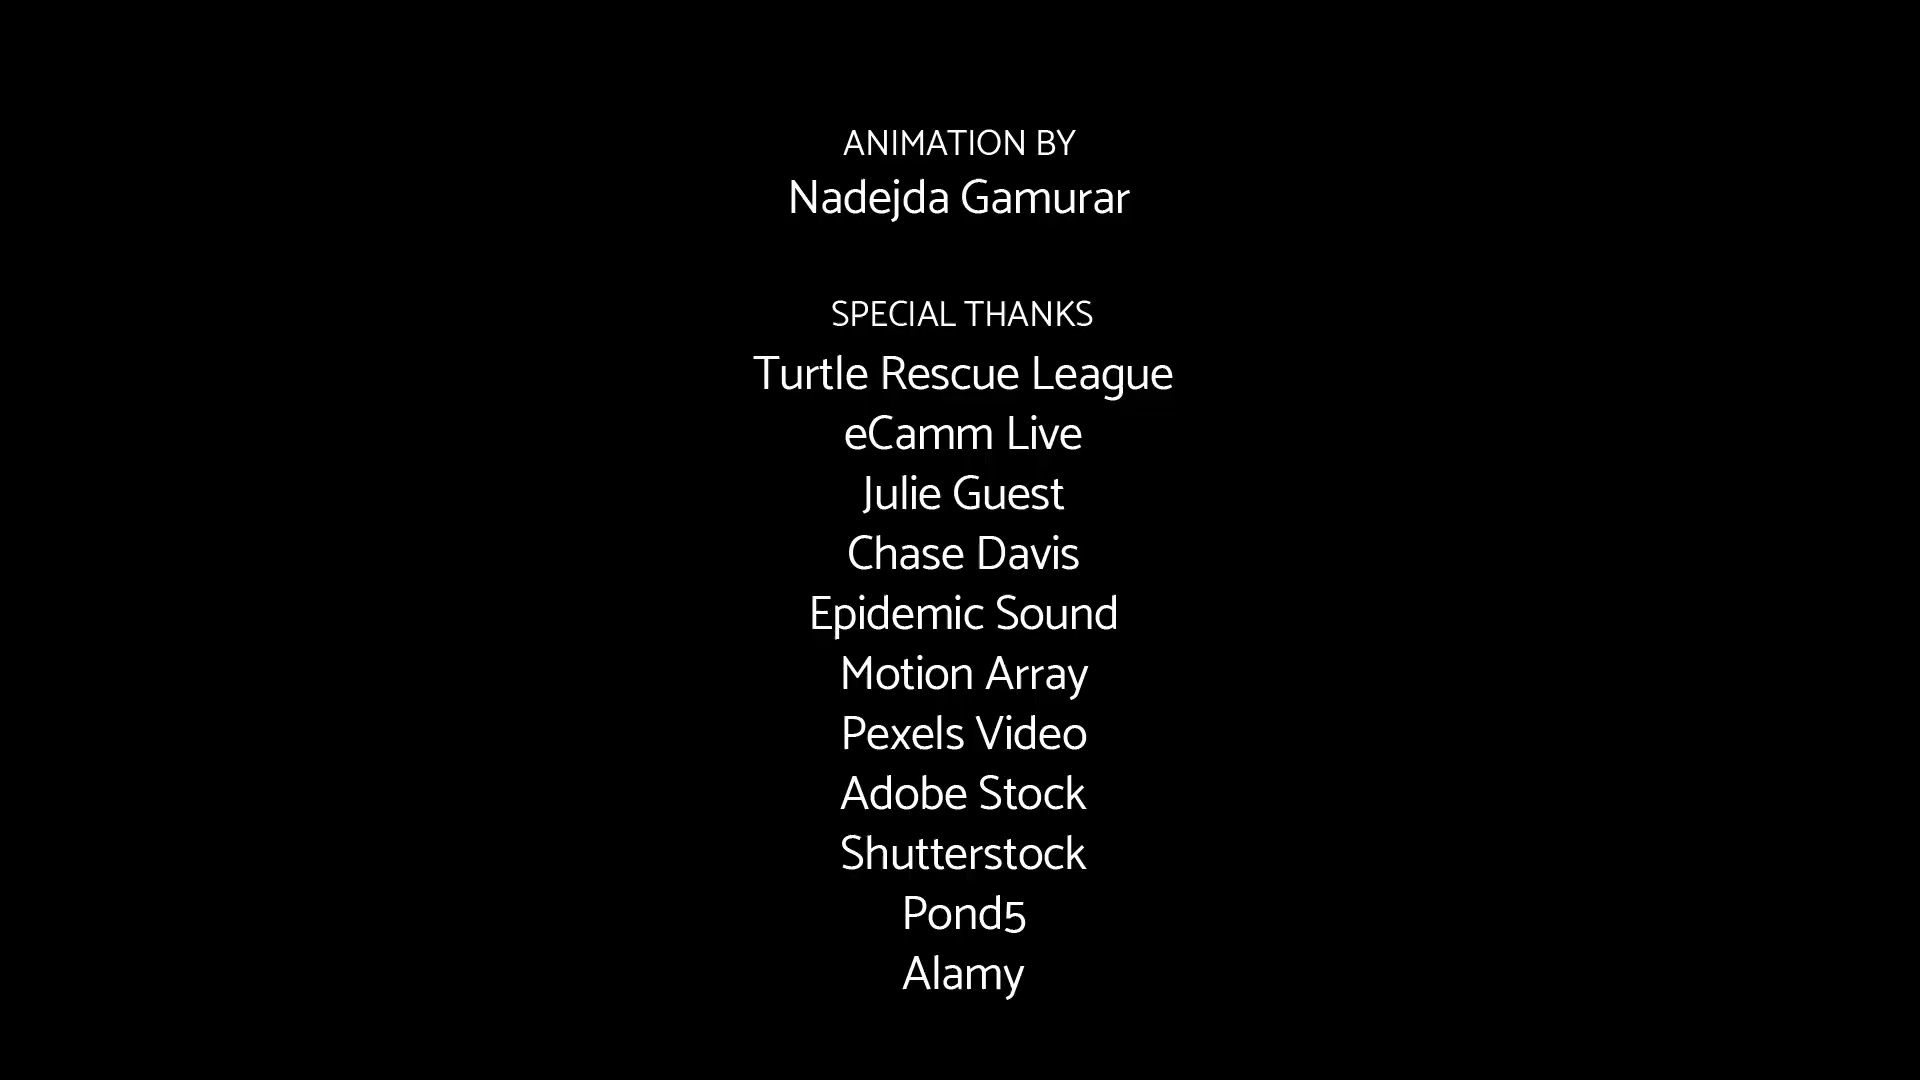 ANIMATION BY
Nadejda Gamurar
SPECIAL THANKS
Turtle Rescue League
eCamm Live
Julie Guest
Chase Davis
Epidemic Sound
Motion Array
Pexels Video
Adobe Stock
Shutterstock
Pond5
Alamy